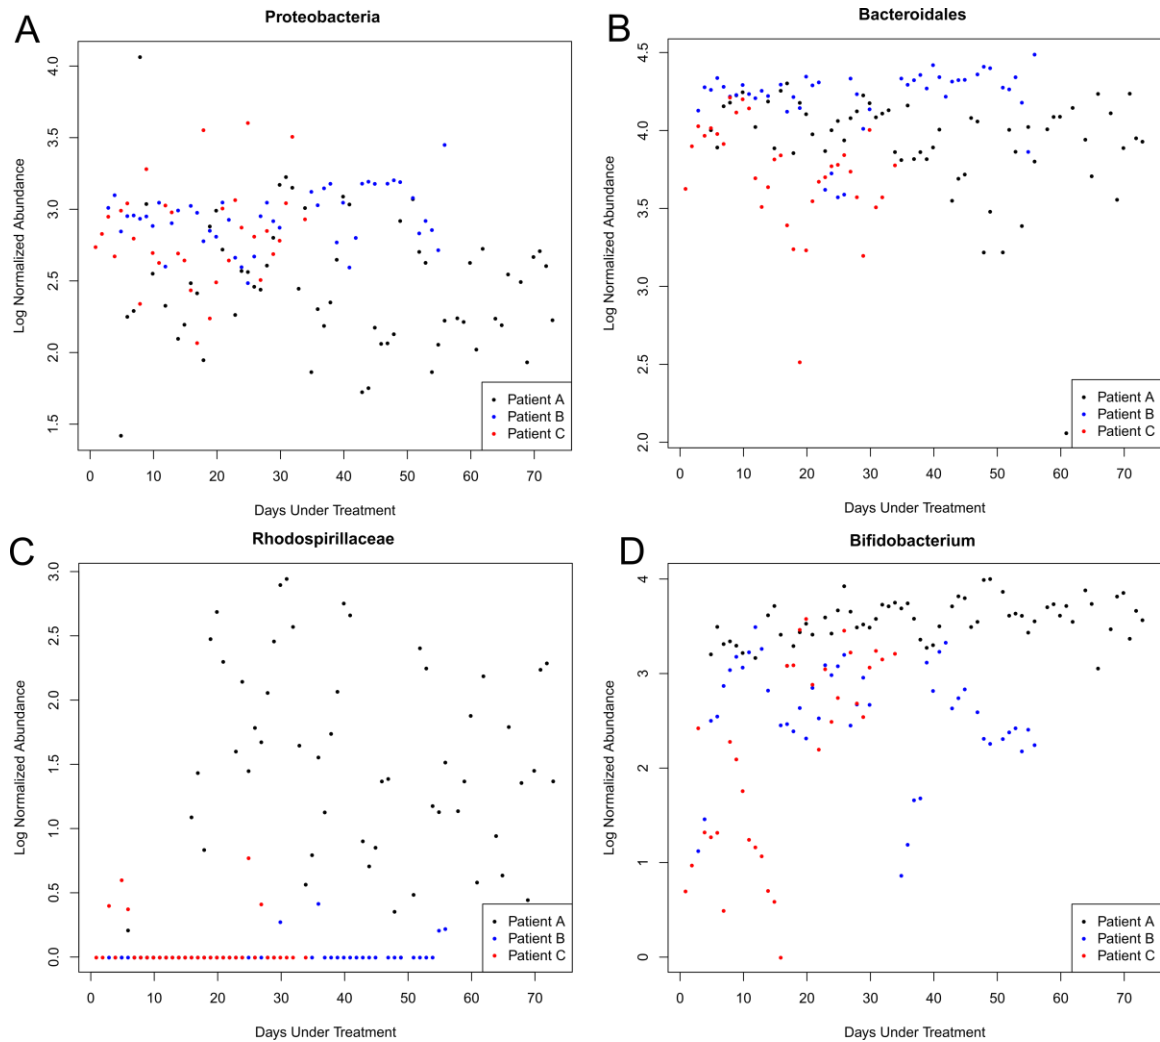 A
Proteobacteria
Log Normalized Abundance
4.0
3.5
3.0
2.5
2.0
1.5
Patient A
Patient B
Patient C
0 10 20 30 40 50 60 70
Days Under Treatment
B
Bacteroidales
Log Normalized Abundance
4.5
4.0
3.5
3.0
2.5
2.0
Patient A
Patient B
Patient C
0 10 20 30 40 50 60 70
Days Under Treatment
C
Rhodospirillaceae
Log Normalized Abundance
3.0
2.5
2.0
1.5
1.0
0.5
0.0
Patient A
Patient B
Patient C
0 10 20 30 40 50 60 70
Days Under Treatment
D
Bifidobacterium
Log Normalized Abundance
4
3
2
1
0
Patient A
Patient B
Patient C
0 10 20 30 40 50 60 70
Days Under Treatment